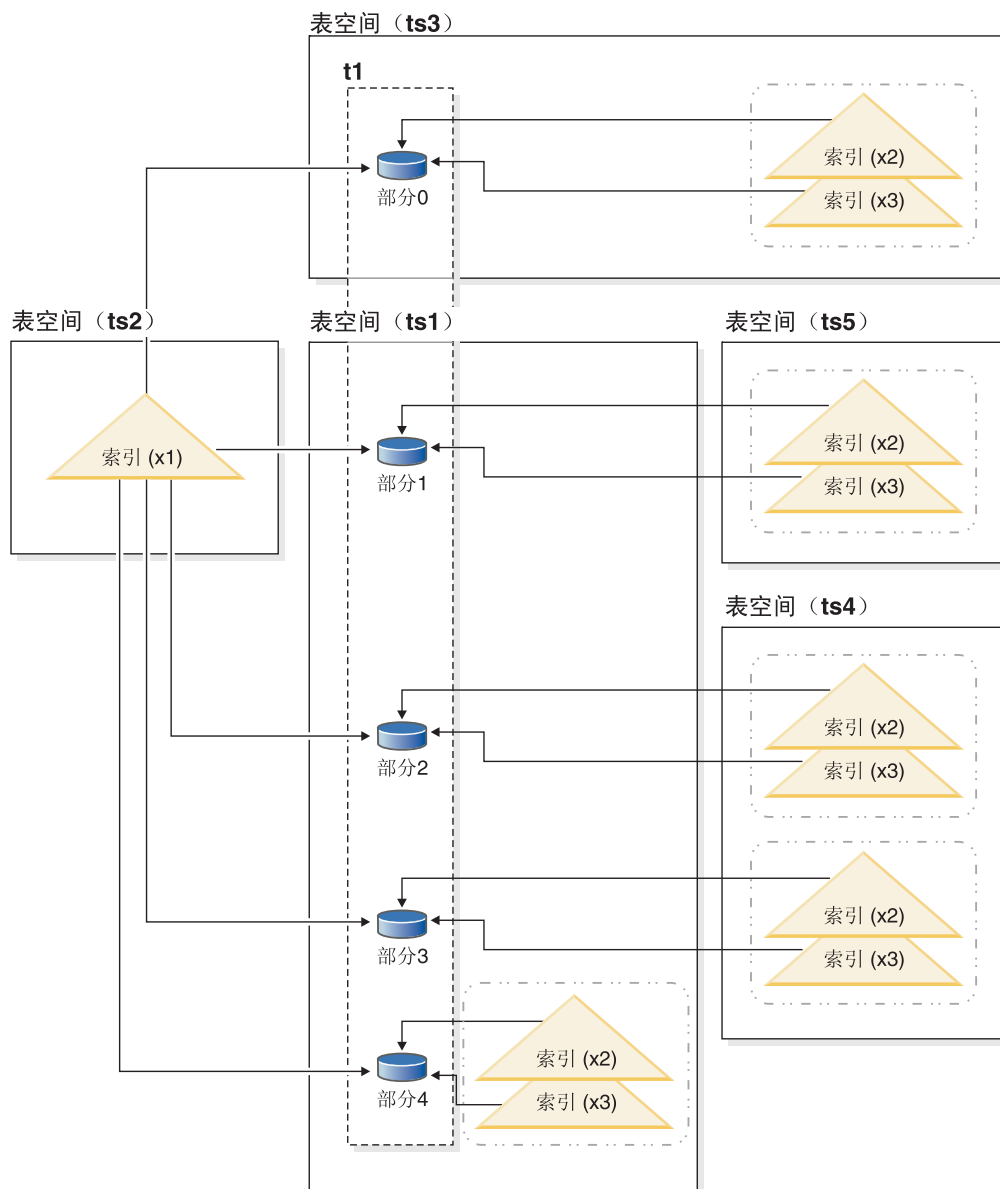 表空间（ts3）
t1
索引 (x2)
部分0
索引 (x3)
表空间（ts2）
表空间（ts1）
表空间（ts5）
索引 (x1)
索引 (x2)
部分1
索引 (x3)
表空间（ts4）
索引 (x2)
部分2
索引 (x3)
索引 (x2)
部分3
索引 (x3)
索引 (x2)
部分4
索引 (x3)